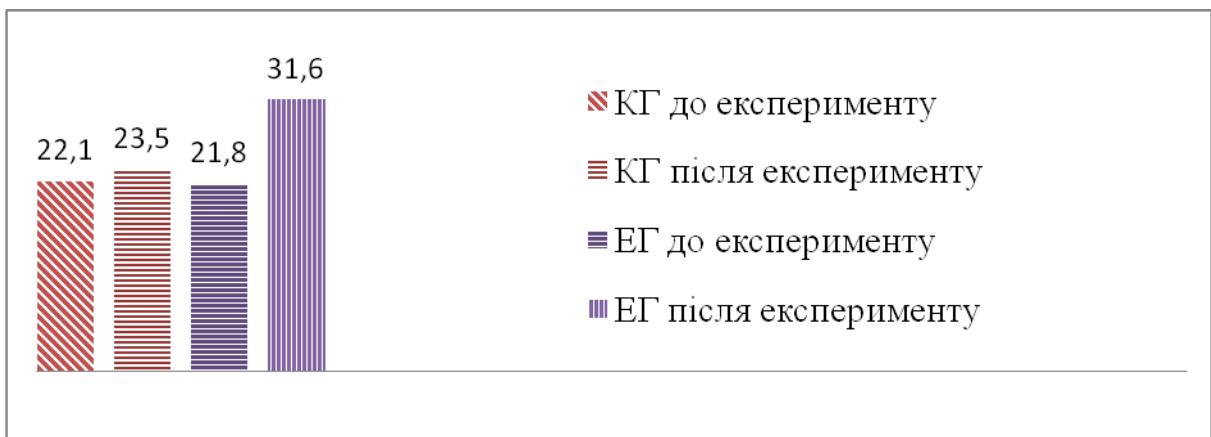 22,1
23,5
21,8
31,6
КГ до експерименту
КГ після експерименту
ЕГ до експерименту
ЕГ після експерименту